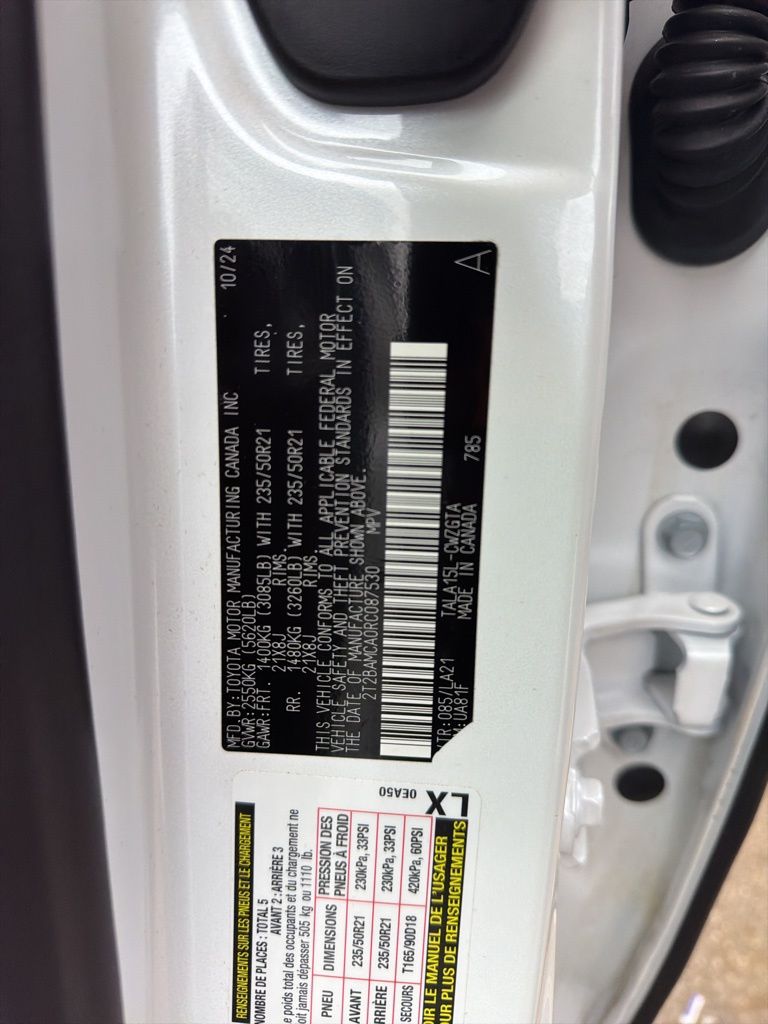 MFD.BY:TOYOTA MOTOR MANUFACTURING CANADA INC 10/24
GVWR:2550KG (5620LB)
GAWR:FRT. 1400KG (3085LB) WITH 235/50R21 TIRES,
21X8J RIMS,
RR. 1480KG (3260LB) WITH 235/50R21 TIRES,
21X8J RIMS,
THIS VEHICLE CONFORMS TO ALL APPLICABLE FEDERAL MOTOR
VEHICLE SAFETY AND THEFT PREVENTION STANDARDS IN EFFECT ON
THE DATE OF MANUFACTURE SHOWN ABOVE.
2T2BAMCA0RC087530 MPV
TR:085/LA21 TALA15L-CWZGTA
M:UA81F MADE IN CANADA 785 A
RENSEIGNEMENTS SUR LES PNEUS ET LE CHARGEMENT
NOMBRE DE PLACES: TOTAL 5
AVANT 2: ARRIÈRE 3
e poids total des occupants et du chargement ne
oit jamais dépasser 505 kg ou 1110 lb.
PNEU DIMENSIONS PRESSION DES PNEUS À FROID
AVANT 235/50R21 230kPa, 33PSI
RRIÈRE 235/50R21 230kPa, 33PSI
SECOURS T165/90D18 420kPa, 60PSI
OIR LE MANUEL DE L'USAGER
OUR PLUS DE RENSEIGNEMENTS
LX
0EA50